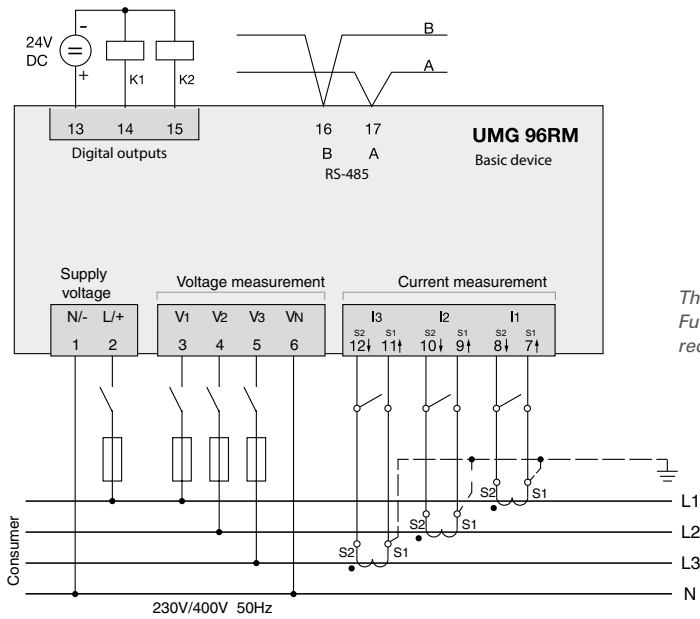 24V
DC
-
+
K1
K2
B
A
13 14 15
Digital outputs
16 17
B A
RS-485
UMG 96RM
Basic device
Supply
voltage
Voltage measurement
Current measurement
N/- L/+
V1 V2 V3 VN
I3 I2 I1
S2 S1 S2 S1 S2 S1
1 2 3 4 5 6 12 11 10 9 8 7
Th
Fu
rec
S2 S1
L1
S2 S1
L2
S2 S1
L3
N
Consumer
230V/400V 50Hz